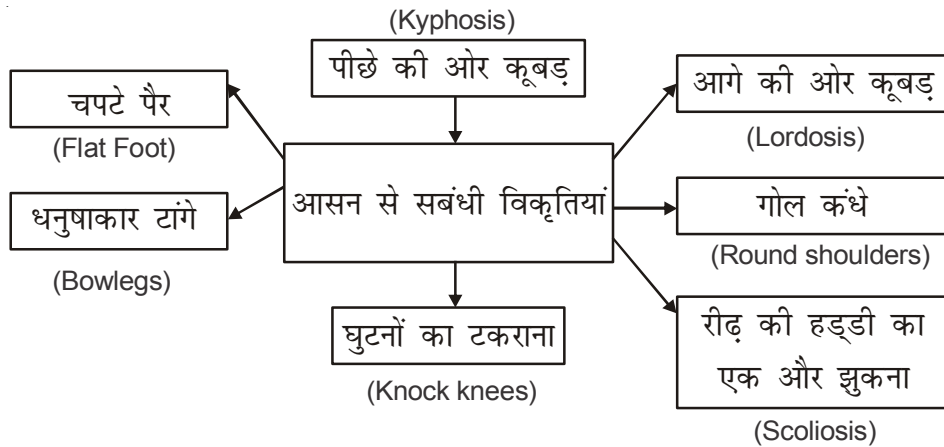 (Kyphosis)
पीछे की ओर कूबड़
आगे की ओर कूबड़
(Lordosis)
चपटे पैर
(Flat Foot)
आसन से सबंधी विकृतियां
धनुषाकार टांगे
(Bowlegs)
गोल कंधे
(Round shoulders)
घुटनों का टकराना
(Knock knees)
रीढ़ की हड्डी का
एक और झुकना
(Scoliosis)